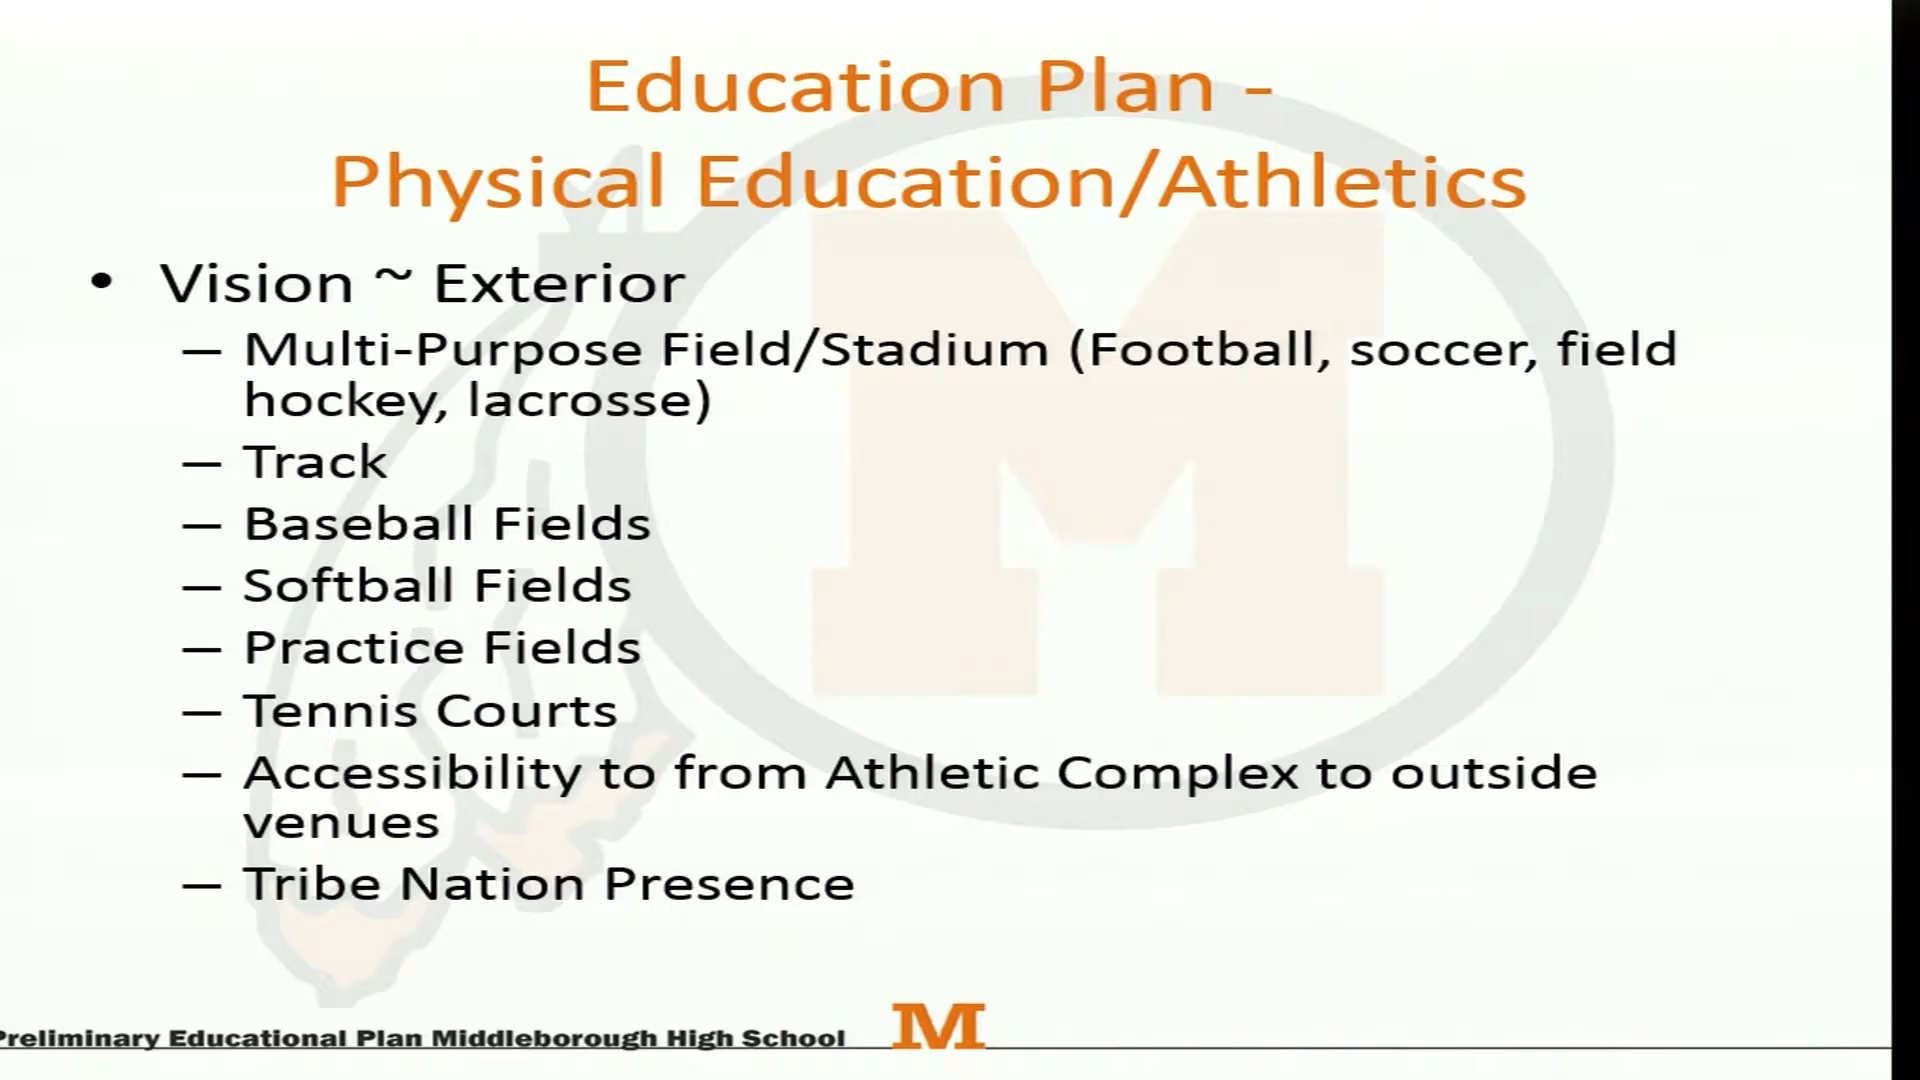 Education Plan -
Physical Education/Athletics
• Vision ~ Exterior
– Multi-Purpose Field/Stadium (Football, soccer, field
hockey, lacrosse)
– Track
– Baseball Fields
– Softball Fields
– Practice Fields
– Tennis Courts
– Accessibility to from Athletic Complex to outside
venues
– Tribe Nation Presence
Preliminary Educational Plan Middleborough High School
M
M